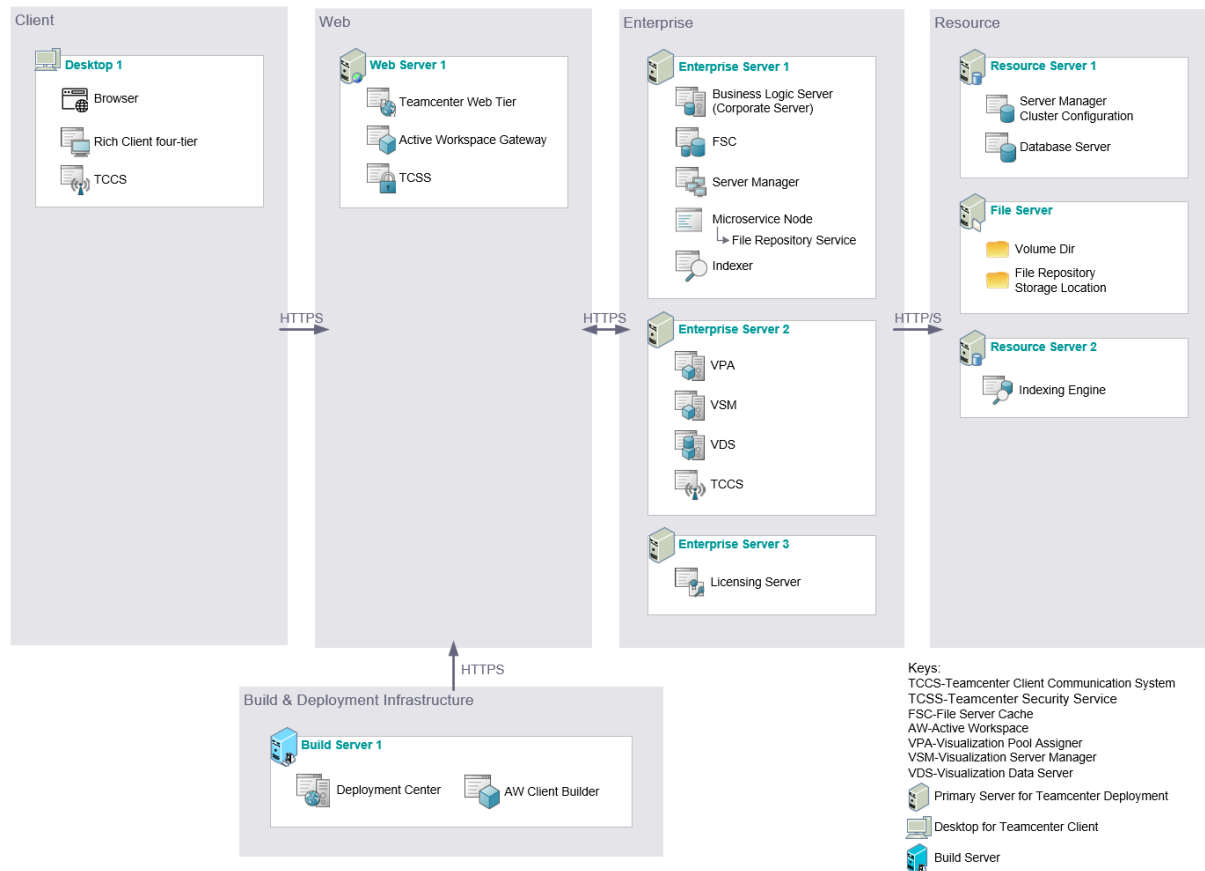 Client
Desktop 1
Browser
Rich Client four-tier
TCCS
HTTPS
Web
Web Server 1
Teamcenter Web Tier
Active Workspace Gateway
TCSS
HTTPS
Enterprise
Enterprise Server 1
Business Logic Server
(Corporate Server)
FSC
Server Manager
Microservice Node
File Repository Service
Indexer
Enterprise Server 2
VPA
VSM
VDS
TCCS
Enterprise Server 3
Licensing Server
HTTP/S
Resource
Resource Server 1
Server Manager
Cluster Configuration
Database Server
File Server
Volume Dir
File Repository
Storage Location
Resource Server 2
Indexing Engine
HTTPS
Build & Deployment Infrastructure
Build Server 1
Deployment Center
AW Client Builder
Keys:
TCCS-Teamcenter Client Communication System
TCSS-Teamcenter Security Service
FSC-File Server Cache
AW-Active Workspace
VPA-Visualization Pool Assigner
VSM-Visualization Server Manager
VDS-Visualization Data Server
Primary Server for Teamcenter Deployment
Desktop for Teamcenter Client
Build Server